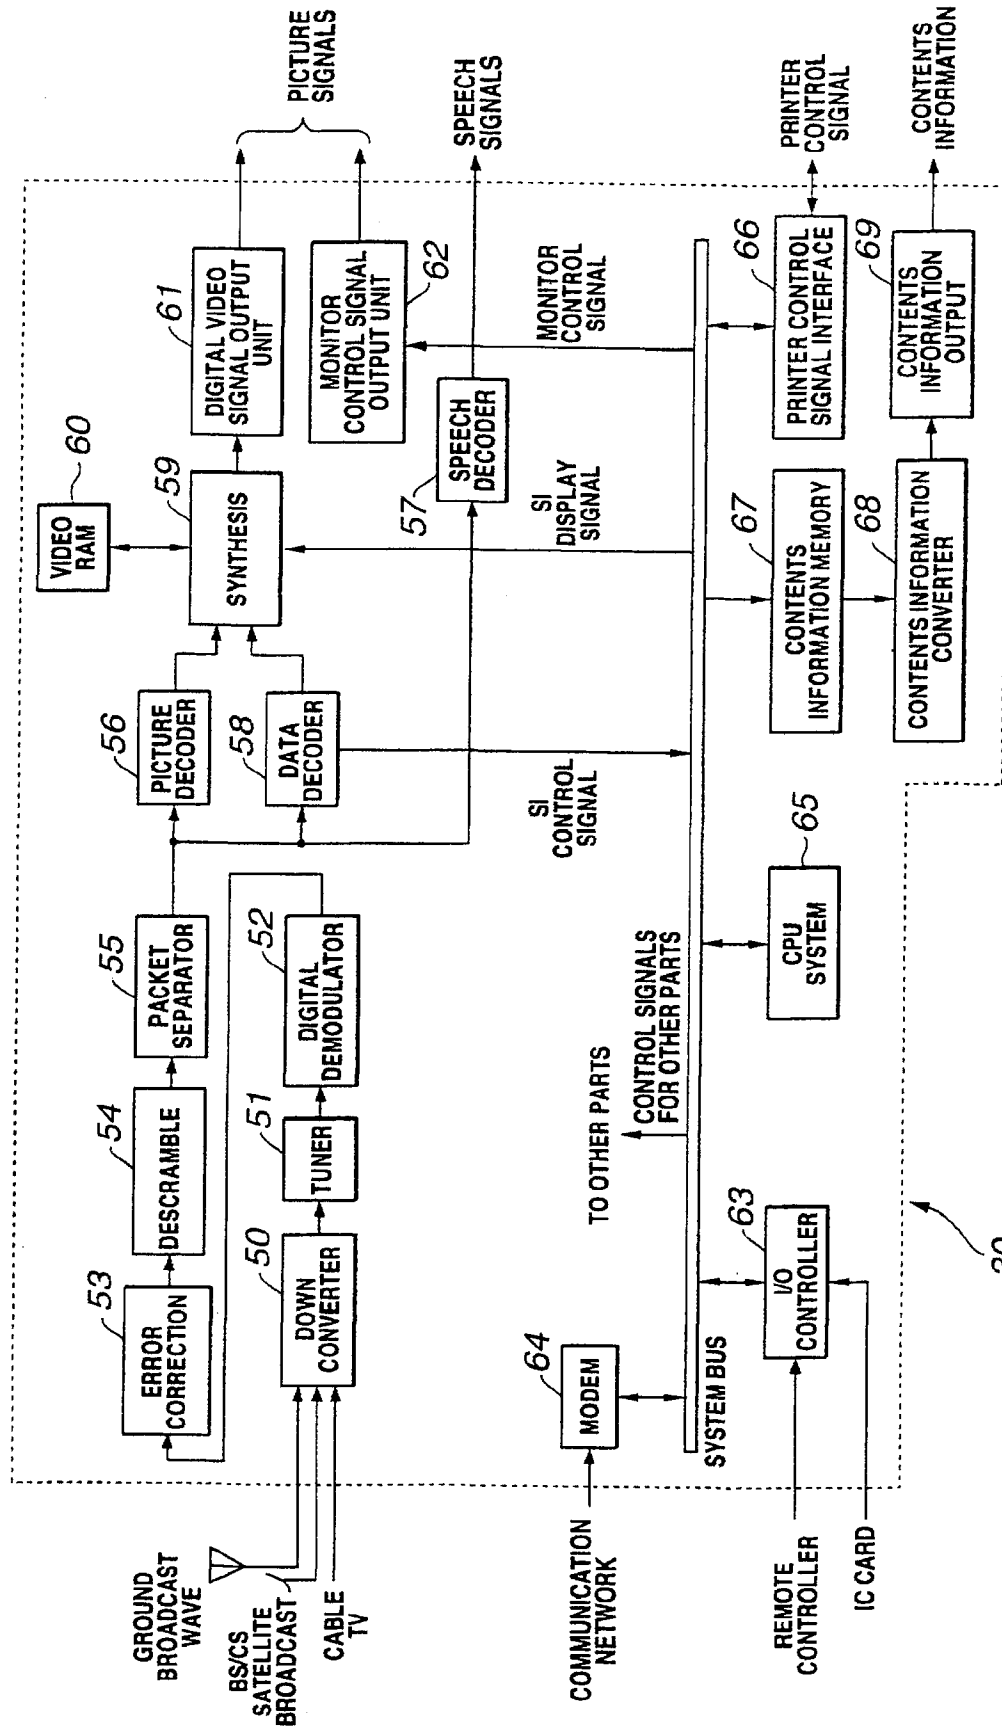 GROUND
BROADCAST
WAVE
BS/CS
SATELLITE
BROADCAST
CABLE
TV
COMMUNICATION
NETWORK
REMOTE
CONTROLLER
IC CARD
53
ERROR
CORRECTION
54
DESCRAMBLE
55
PACKET
SEPARATOR
50
DOWN
CONVERTER
51
TUNER
52
DIGITAL
DEMODULATOR
56
PICTURE
DECODER
58
DATA
DECODER
60
VIDEO
RAM
59
SYNTHESIS
61
DIGITAL VIDEO
SIGNAL OUTPUT
UNIT
MONITOR
CONTROL SIGNAL
OUTPUT UNIT
62
57
SPEECH
DECODER
PICTURE
SIGNALS
SPEECH
SIGNALS
SI
CONTROL
SIGNAL
SI
DISPLAY
SIGNAL
MONITOR
CONTROL
SIGNAL
64
MODEM
TO OTHER PARTS
CONTROL SIGNALS
FOR OTHER PARTS
SYSTEM BUS
63
I/O
CONTROLLER
65
CPU
SYSTEM
67
CONTENTS
INFORMATION MEMORY
66
PRINTER CONTROL
SIGNAL INTERFACE
68
CONTENTS INFORMATION
CONVERTER
69
CONTENTS
INFORMATION
OUTPUT
PRINTER
CONTROL
SIGNAL
CONTENTS
INFORMATION